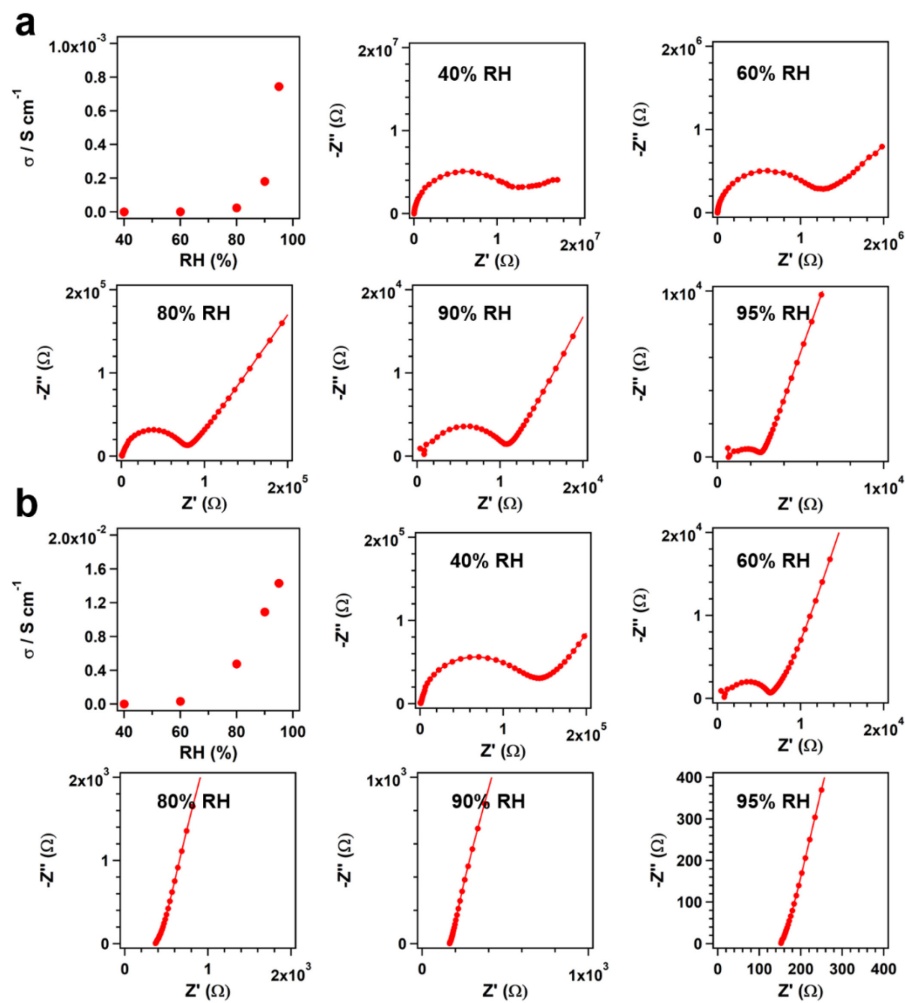 a
1.0x10⁻³
0.8
0.6
0.4
0.2
0.0
σ / S cm⁻¹
40 60 80 100
RH (%)
2x10⁷
1
0
-Z'' (Ω)
40% RH
0 1 2x10⁷
Z' (Ω)
2x10⁶
1
0
-Z'' (Ω)
60% RH
0 1 2x10⁶
Z' (Ω)
2x10⁵
1
0
-Z'' (Ω)
80% RH
0 1 2x10⁵
Z' (Ω)
2x10⁴
1
0
-Z'' (Ω)
90% RH
0 1 2x10⁴
Z' (Ω)
1x10⁴
0
-Z'' (Ω)
95% RH
0 1x10⁴
Z' (Ω)
b
2.0x10⁻²
1.6
1.2
0.8
0.4
0.0
σ / S cm⁻¹
40 60 80 100
RH (%)
2x10⁵
1
0
-Z'' (Ω)
40% RH
0 1 2x10⁵
Z' (Ω)
2x10⁴
1
0
-Z'' (Ω)
60% RH
0 1 2x10⁴
Z' (Ω)
2x10³
1
0
-Z'' (Ω)
80% RH
0 1 2x10³
Z' (Ω)
1x10³
0
-Z'' (Ω)
90% RH
0 1x10³
Z' (Ω)
400
300
200
100
0
-Z'' (Ω)
95% RH
0 100 200 300 400
Z' (Ω)